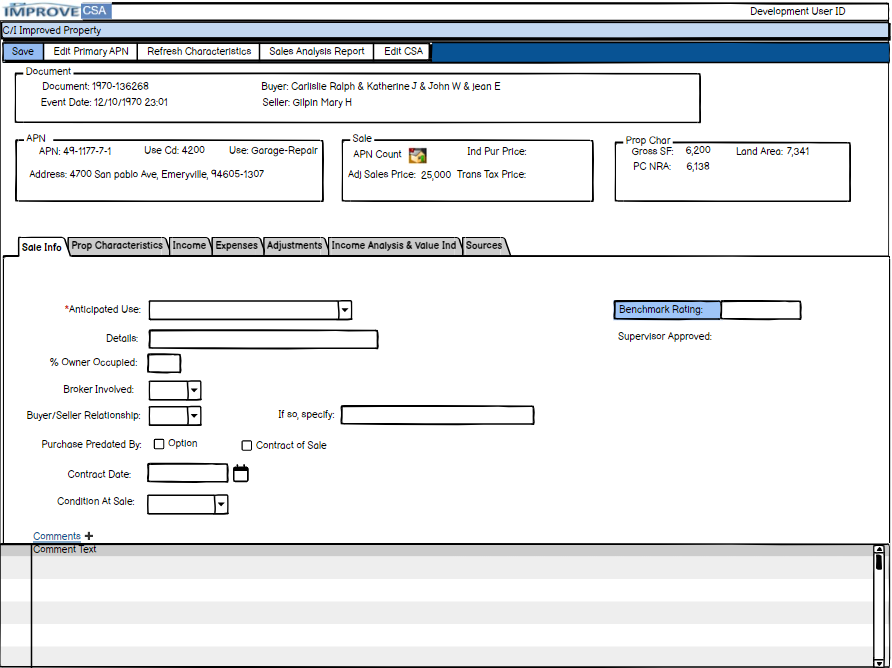 IMPROVE CSA Development User ID
C/I Improved Property
Save Edit Primary APN Refresh Characteristics Sales Analysis Report Edit CSA
Document
Document: 1970-136268 Buyer: Carlislie Ralph & Katherine J & John W & Jean E
Event Date: 12/10/1970 23:01 Seller: Gilpin Mary H
APN Sale Prop Char
APN: 49-1177-7-1 Use Cd: 4200 Use: Garage-Repair APN Count Ind Pur Price: Gross SF: 6,200 Land Area: 7,341
Address: 4700 San pablo Ave, Emeryville, 94605-1307 Adj Sales Price: 25,000 Trans Tax Price: PC NRA: 6,138
Sale Info Prop Characteristics Income Expenses Adjustments Income Analysis & Value Ind Sources
*Anticipated Use: Benchmark Rating:
Details: Supervisor Approved:
% Owner Occupied:
Broker Involved:
Buyer/Seller Relationship: If so, specify:
Purchase Predated By: Option Contract of Sale
Contract Date:
Condition At Sale:
Comments +
Comment Text